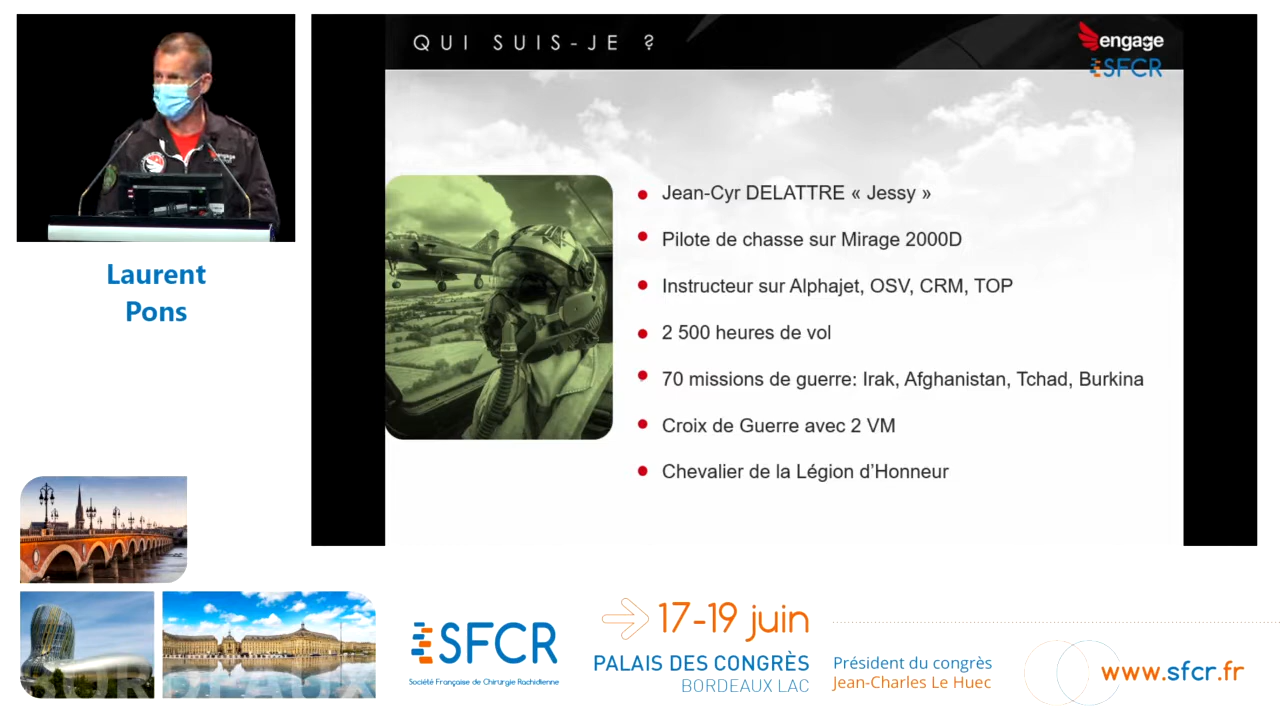 QUI SUIS-JE ?
engage
SFCR
Laurent
Pons
Jean-Cyr DELATTRE « Jessy »
Pilote de chasse sur Mirage 2000D
Instructeur sur Alphajet, OSV, CRM, TOP
2 500 heures de vol
70 missions de guerre: Irak, Afghanistan, Tchad, Burkina
Croix de Guerre avec 2 VM
Chevalier de la Légion d’Honneur
BORDEAUX
SFCR
Société Française de Chirurgie Rachidienne
17-19 juin
PALAIS DES CONGRÈS
BORDEAUX LAC
Président du congrès
Jean-Charles Le Huec
www.sfcr.fr